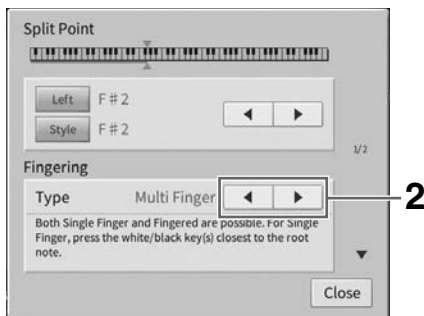 Split Point
Left F♯2
Style F♯2
1/2
Fingering
Type Multi Finger
2
Both Single Finger and Fingered are possible. For Single
Finger, press the white/black key(s) closest to the root
note.
Close